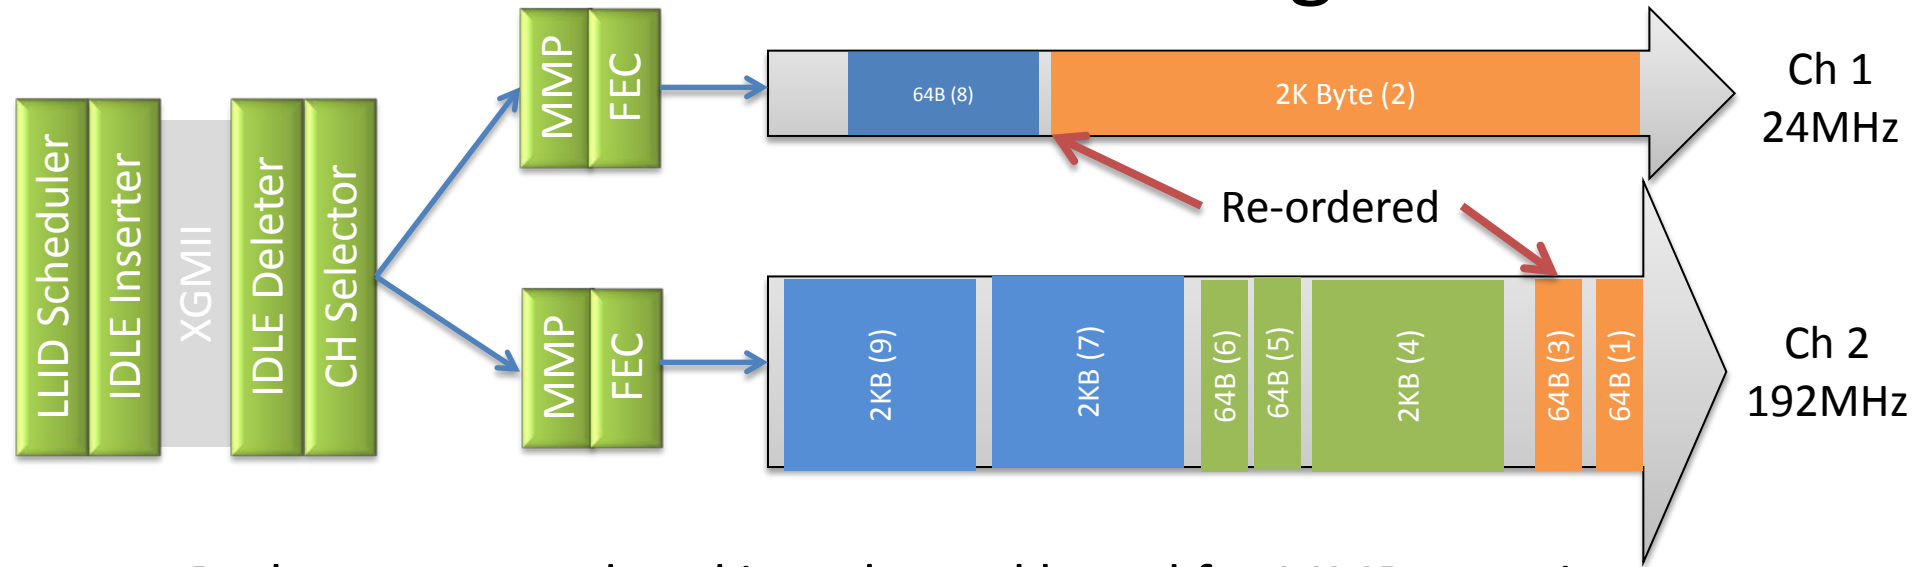 LLID Scheduler
IDLE Inserter
XGMII
IDLE Deleter
CH Selector
MMP
FEC
64B (8)
2K Byte (2)
Ch 1
24MHz
Re-ordered
MMP
FEC
2KB (9)
2KB (7)
64B (6)
64B (5)
2KB (4)
64B (3)
64B (1)
Ch 2
192MHz